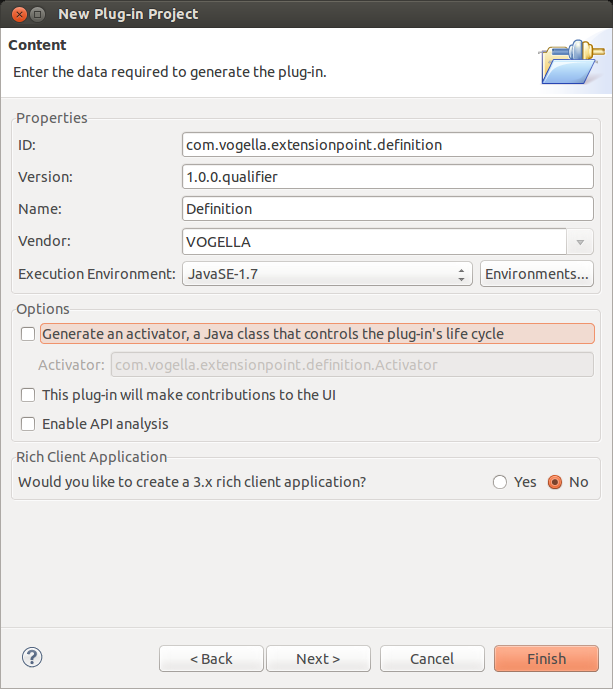 New Plug-in Project
Content
Enter the data required to generate the plug-in.
Properties
ID: com.vogella.extensionpoint.definition
Version: 1.0.0.qualifier
Name: Definition
Vendor: VOGELLA
Execution Environment: JavaSE-1.7 Environments...
Options
Generate an activator, a Java class that controls the plug-in's life cycle
Activator: com.vogella.extensionpoint.definition.Activator
This plug-in will make contributions to the UI
Enable API analysis
Rich Client Application
Would you like to create a 3.x rich client application? Yes No
? < Back Next > Cancel Finish